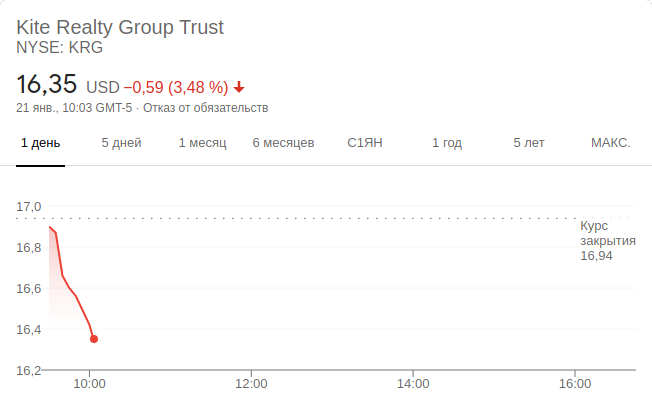 Kite Realty Group Trust
NYSE: KRG
16,35 USD −0,59 (3,48 %)
21 янв., 10:03 GMT-5 · Отказ от обязательств
1 день 5 дней 1 месяц 6 месяцев С1ЯН 1 год 5 лет МАКС.
17,0
Курс
закрытия
16,94
16,8
16,6
16,4
16,2
10:00 12:00 14:00 16:00